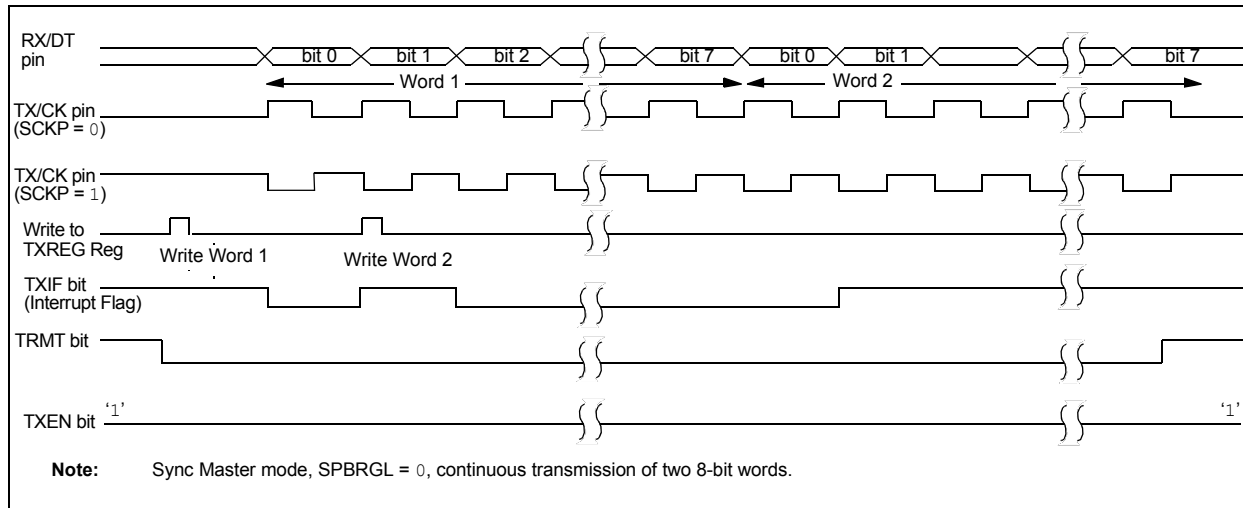 RX/DT
pin
bit 0 bit 1 bit 2 bit 7 bit 0 bit 1 bit 7
Word 1 Word 2
TX/CK pin
(SCKP = 0)
TX/CK pin
(SCKP = 1)
Write to
TXREG Reg
Write Word 1 Write Word 2
TXIF bit
(Interrupt Flag)
TRMT bit
TXEN bit ‘1’ ‘1’
Note: Sync Master mode, SPBRGL = 0, continuous transmission of two 8-bit words.